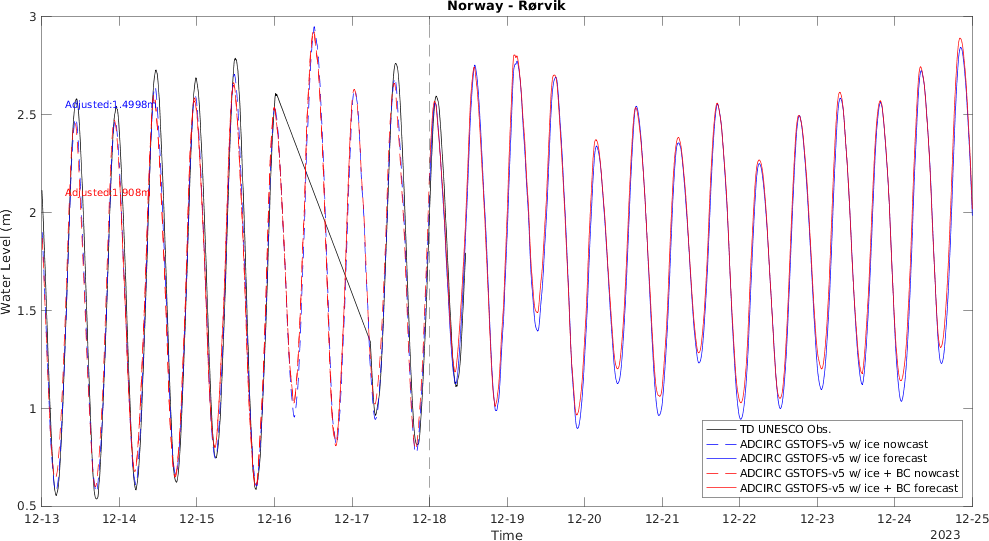 Norway - Rørvik
3
2.5
2
1.5
1
0.5
Water Level (m)
Adjusted:1.4998m
Adjusted:1.908m
TD UNESCO Obs.
ADCIRC GSTOFS-v5 w/ ice nowcast
ADCIRC GSTOFS-v5 w/ ice forecast
ADCIRC GSTOFS-v5 w/ ice + BC nowcast
ADCIRC GSTOFS-v5 w/ ice + BC forecast
12-13 12-14 12-15 12-16 12-17 12-18 12-19 12-20 12-21 12-22 12-23 12-24 12-25
Time
2023